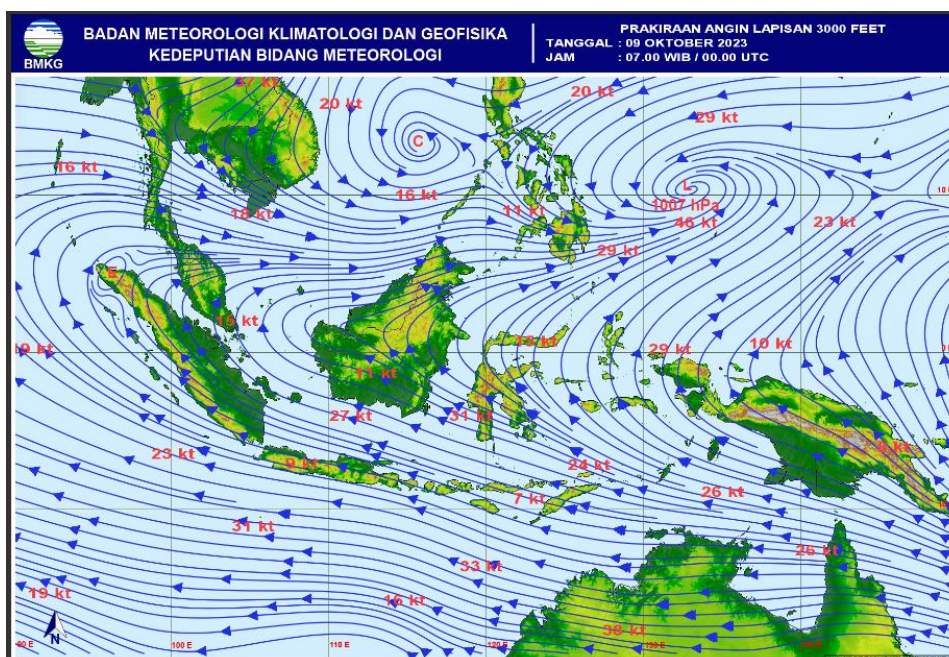 BMKG
BADAN METEOROLOGI KLIMATOLOGI DAN GEOFISIKA
KEDEPUTIAN BIDANG METEOROLOGI
PRAKIRAAN ANGIN LAPISAN 3000 FEET
TANGGAL : 09 OKTOBER 2023
JAM : 07.00 WIB / 00.00 UTC
20 kt
20 kt
29 kt
C
16 kt
16 kt
L
1007 hPa
18 kt
11 kt
46 kt
23 kt
29 kt
E
15 kt
29 kt
10 kt
11 kt
27 kt
31 kt
23 kt
9 kt
24 kt
7 kt
26 kt
31 kt
26 kt
33 kt
19 kt
16 kt
38 kt
N
100 E
110 E
120 E